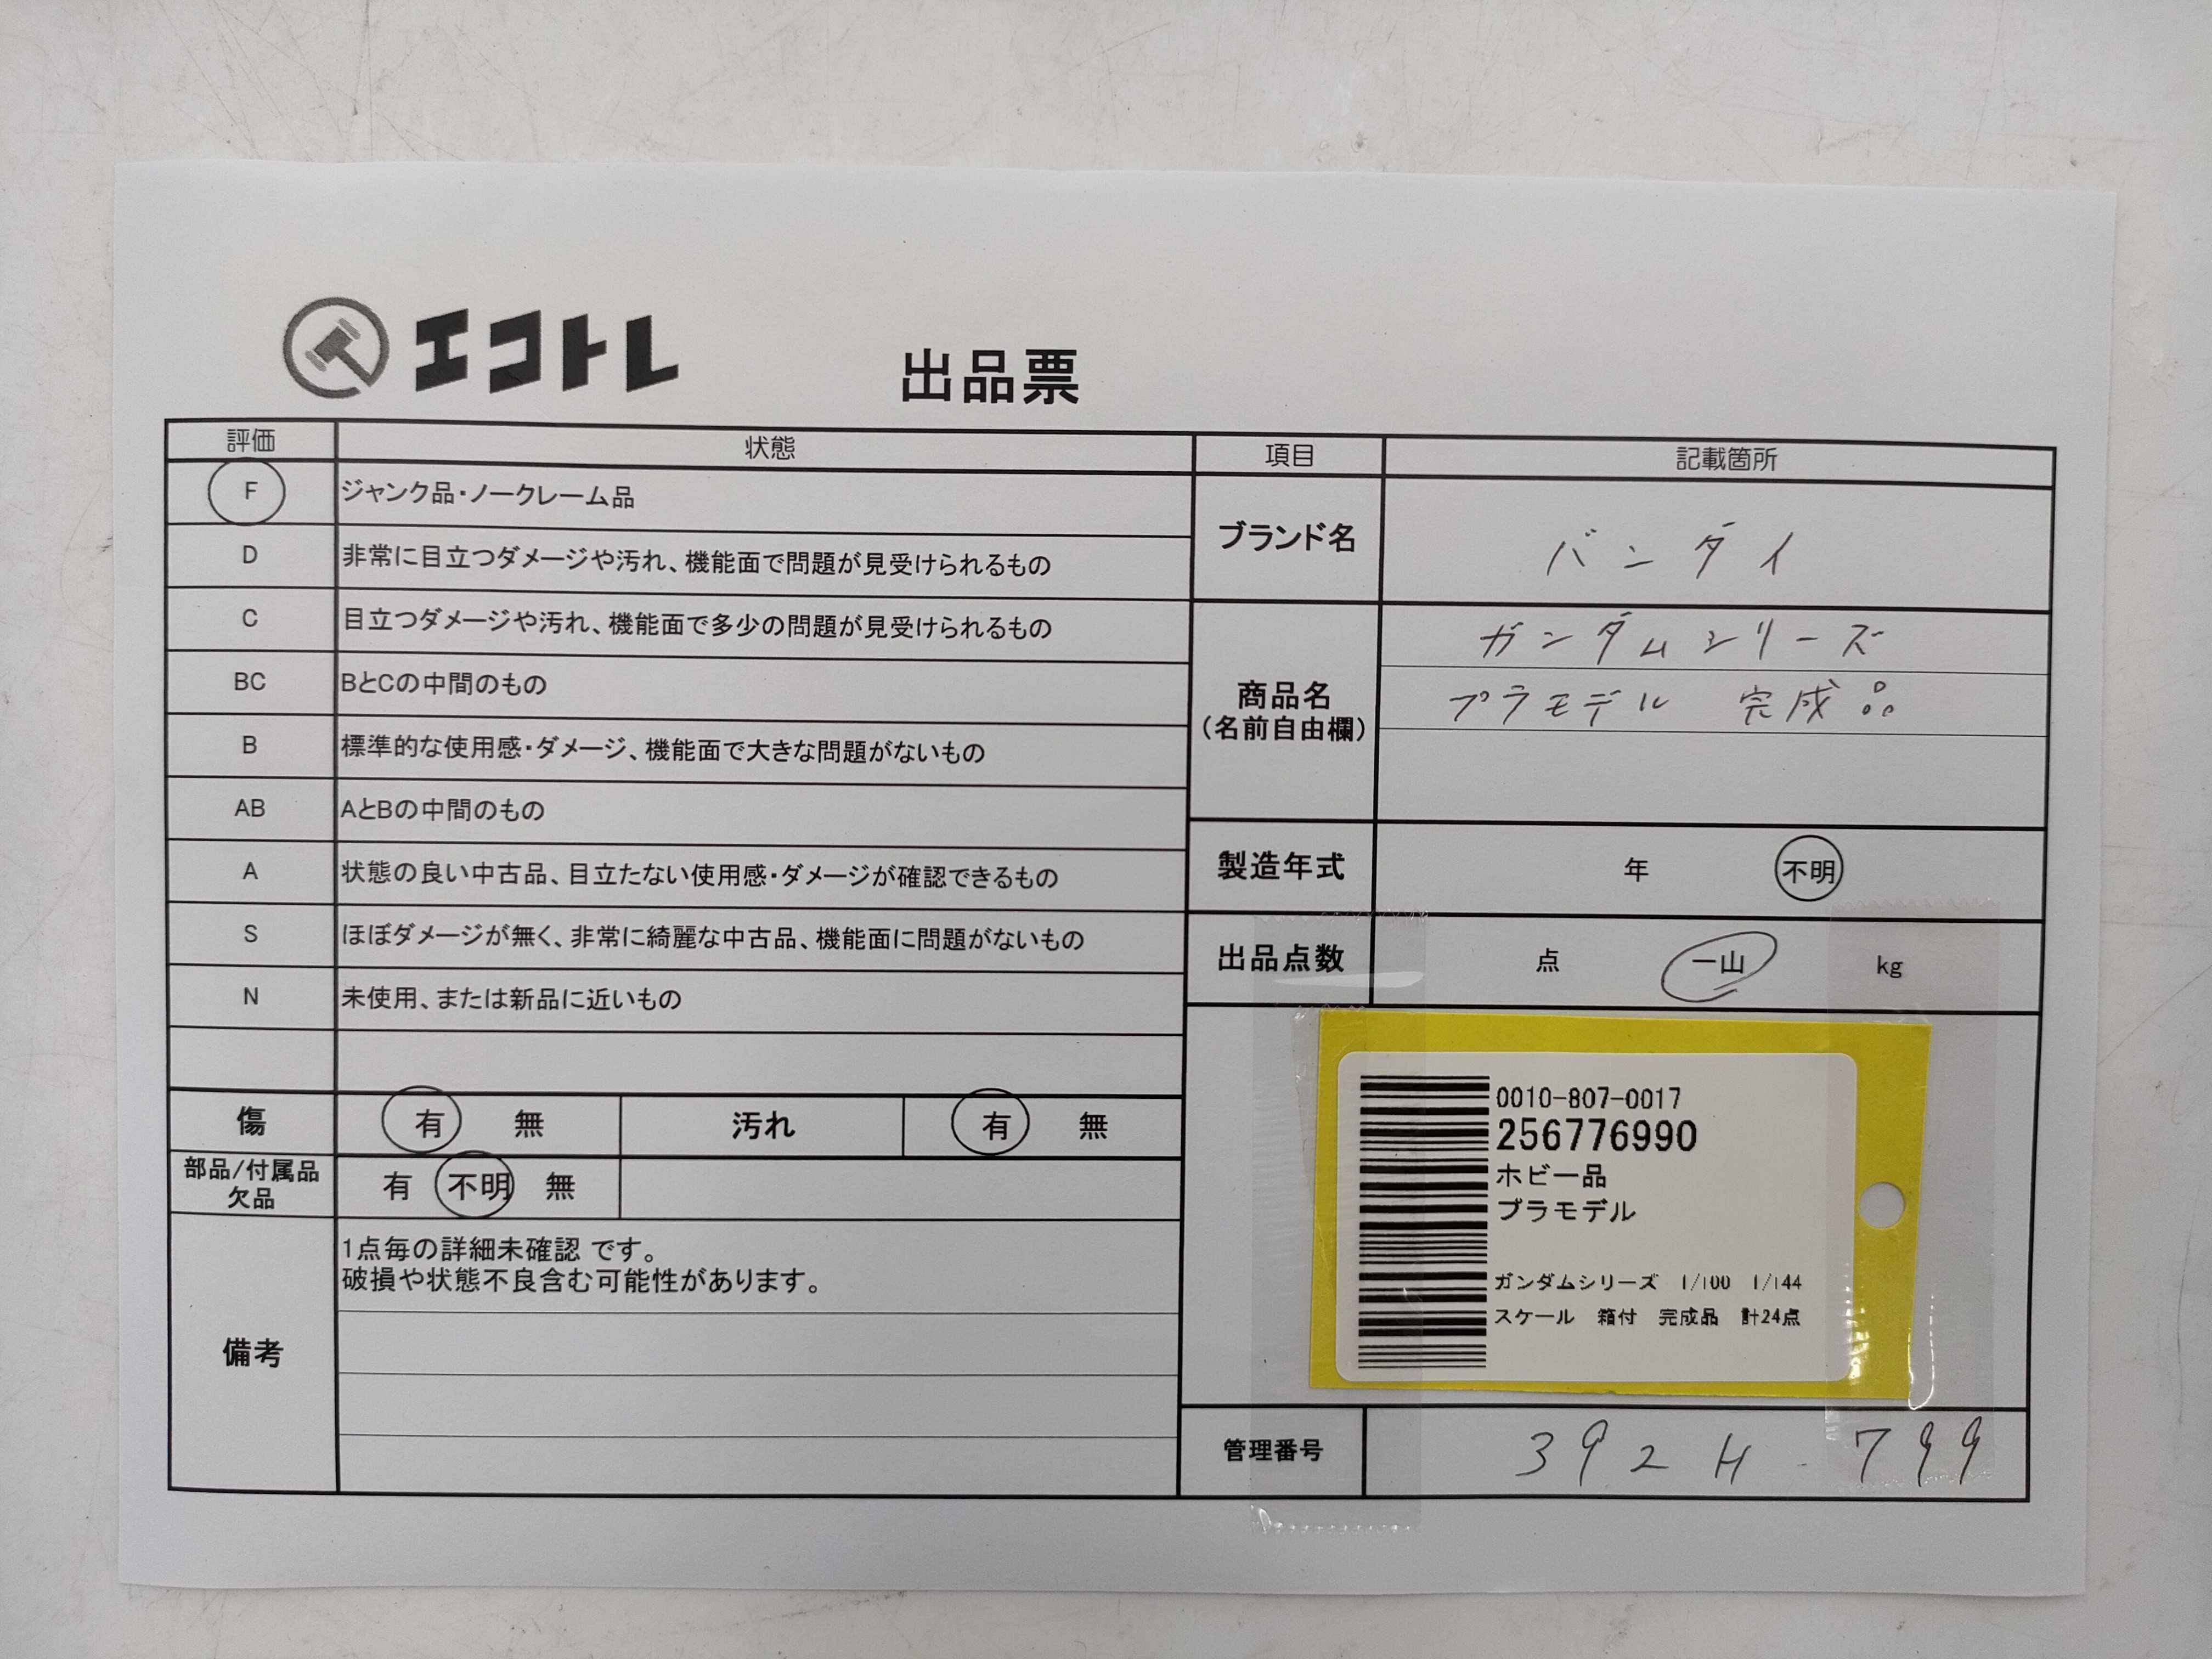 エコトレ
出品票
評価 状態 項目 記載箇所
F ジャンク品・ノークレーム品
D 非常に目立つダメージや汚れ、機能面で問題が見受けられるもの
C 目立つダメージや汚れ、機能面で多少の問題が見受けられるもの
BC BとCの中間のもの
B 標準的な使用感・ダメージ、機能面で大きな問題がないもの
AB AとBの中間のもの
A 状態の良い中古品、目立たない使用感・ダメージが確認できるもの
S ほぼダメージが無く、非常に綺麗な中古品、機能面に問題がないもの
N 未使用、または新品に近いもの
傷 有 無 汚れ 有 無
部品/付属品
欠品
有 不明 無
備考
1点毎の詳細未確認 です。
破損や状態不良含む可能性があります。
ブランド名 バンダイ
商品名
(名前自由欄)
ガンダムシリーズ
プラモデル 完成品
製造年式 年 不明
出品点数 点 一山 kg
0010-807-0017
256776990
ホビー品
プラモデル
ガンダムシリーズ 1/100 1/144
スケール 箱付 完成品 計24点
管理番号 392H-799